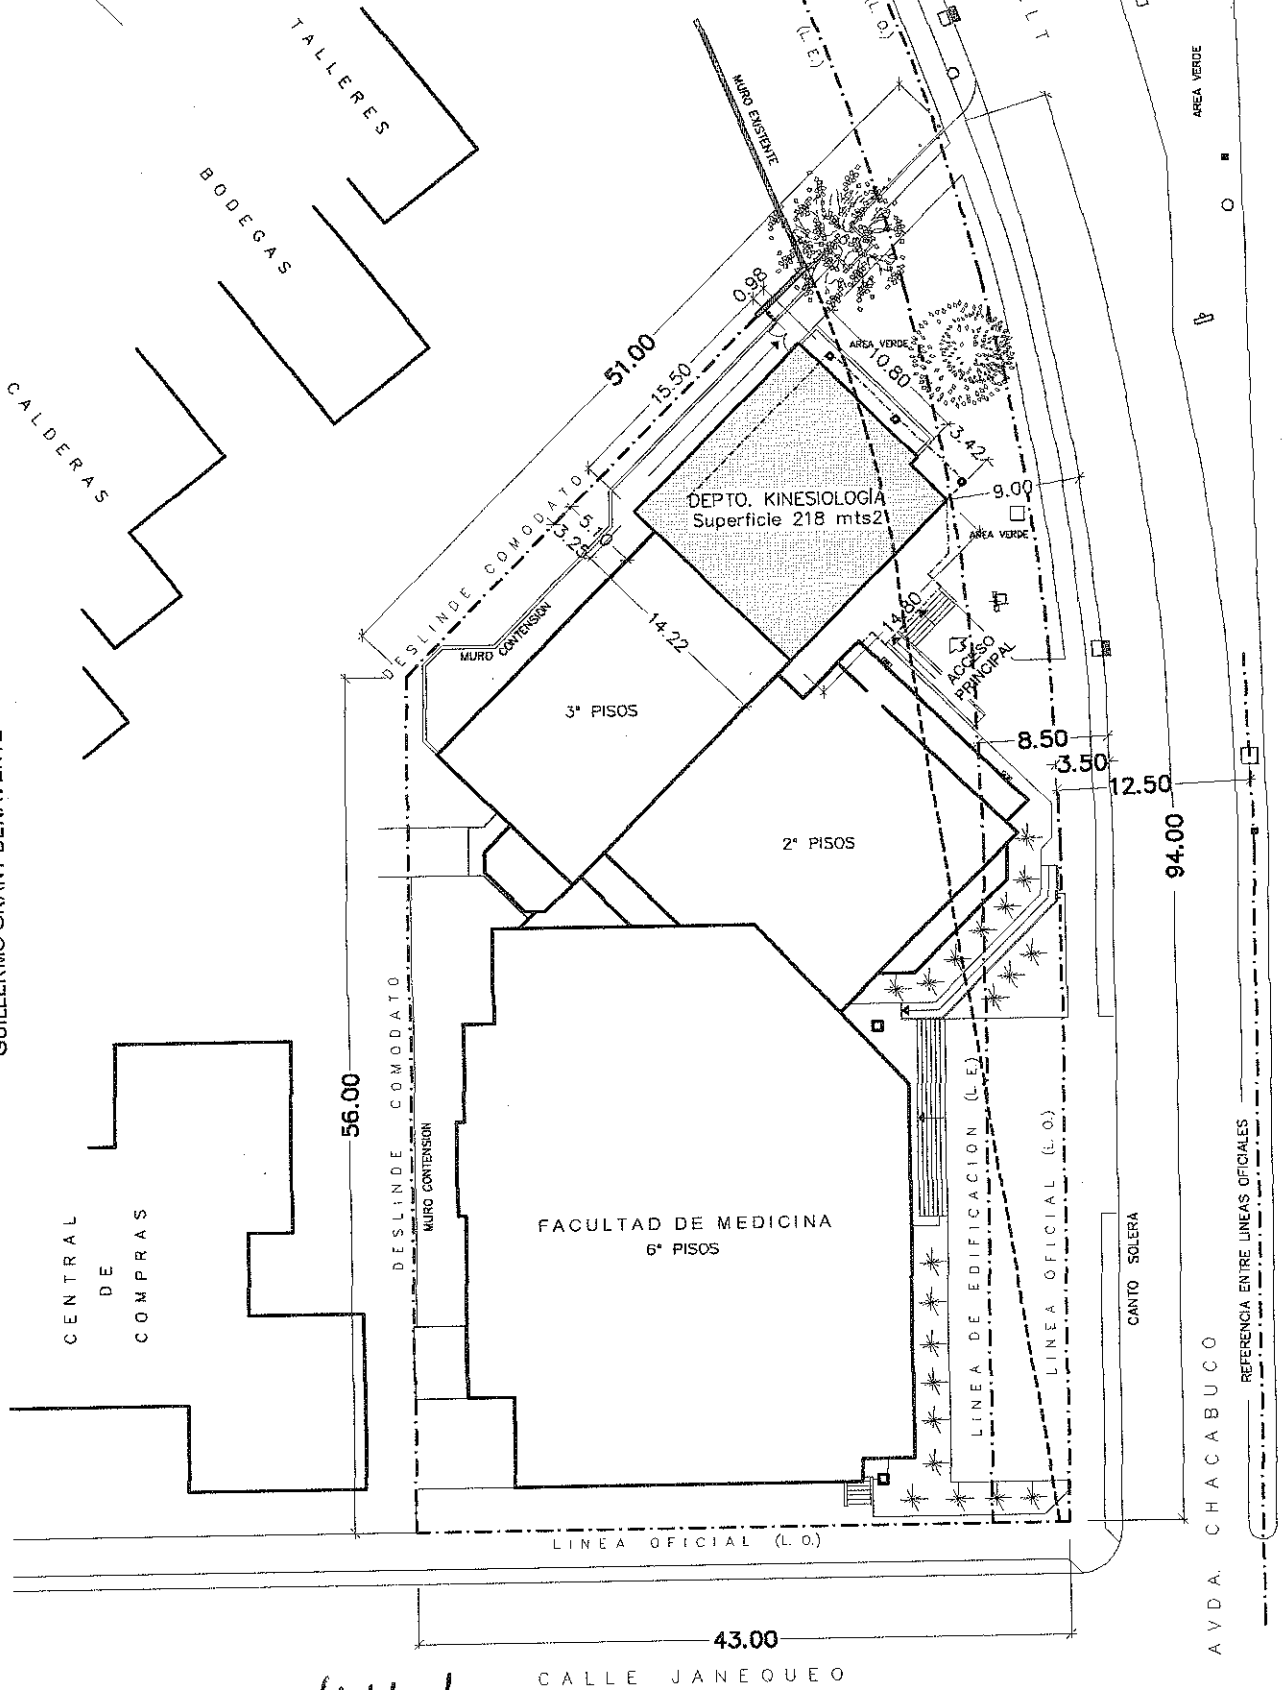 TALLERES
BODEGAS
CALDERAS
(L. E.)
(L. O.)
AREA VERDE
MURO EXISTENTE
0.98
51.00
15.50
AREA VERDE
10.80
3.42
9.00
AREA VERDE
DEPTO. KINESIOLOGÍA
Superficie 218 mts2
DESLINDE COMODATO
5.10
3.25
MURO CONTENSION
14.22
14.80
ACCESO
PRINCIPAL
3° PISOS
8.50
3.50
12.50
2° PISOS
94.00
DESLINDE COMODATO
56.00
MURO CONTENSION
CENTRAL
DE
COMPRAS
FACULTAD DE MEDICINA
6° PISOS
LINEA DE EDIFICACION (L. E.)
LINEA OFICIAL (L. O.)
CANTO SOLERA
REFERENCIA ENTRE LINEAS OFICIALES
AVDA. CHACABUCO
LINEA OFICIAL (L. O.)
43.00
CALLE JANEQUEO